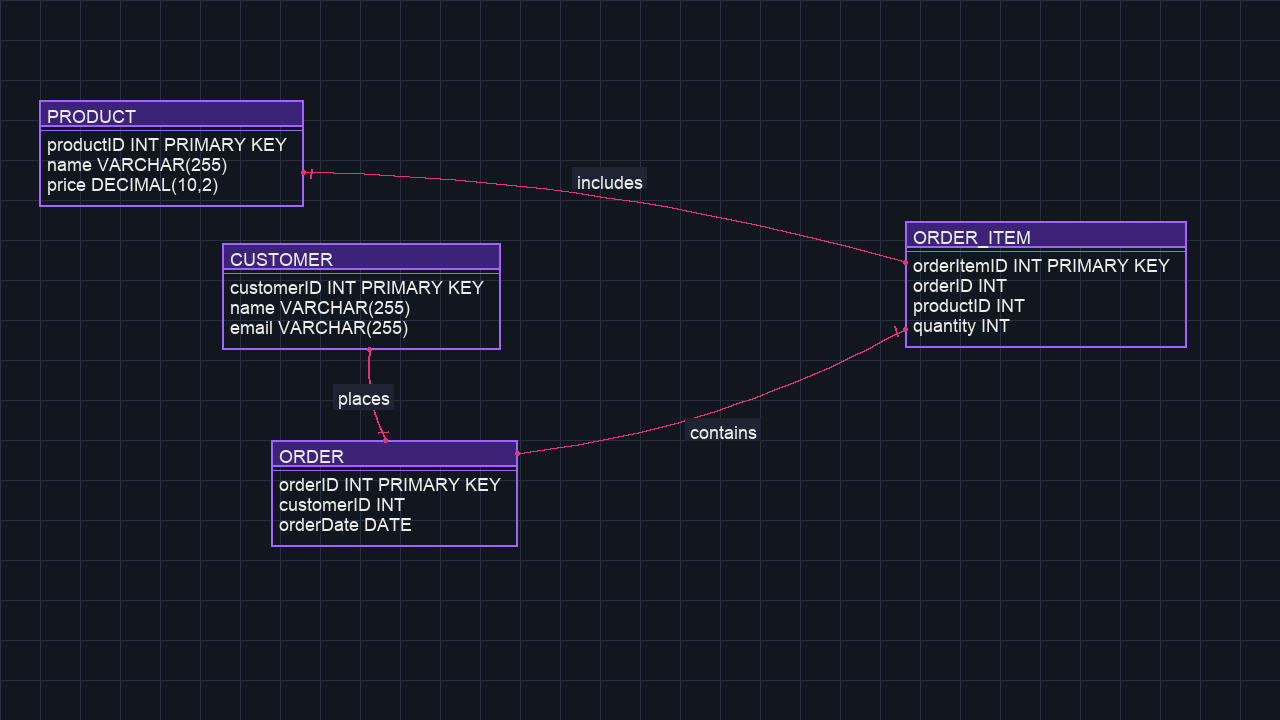 PRODUCT
productID INT PRIMARY KEY
name VARCHAR(255)
price DECIMAL(10,2)
includes
ORDER_ITEM
orderItemID INT PRIMARY KEY
orderID INT
productID INT
quantity INT
CUSTOMER
customerID INT PRIMARY KEY
name VARCHAR(255)
email VARCHAR(255)
places
contains
ORDER
orderID INT PRIMARY KEY
customerID INT
orderDate DATE